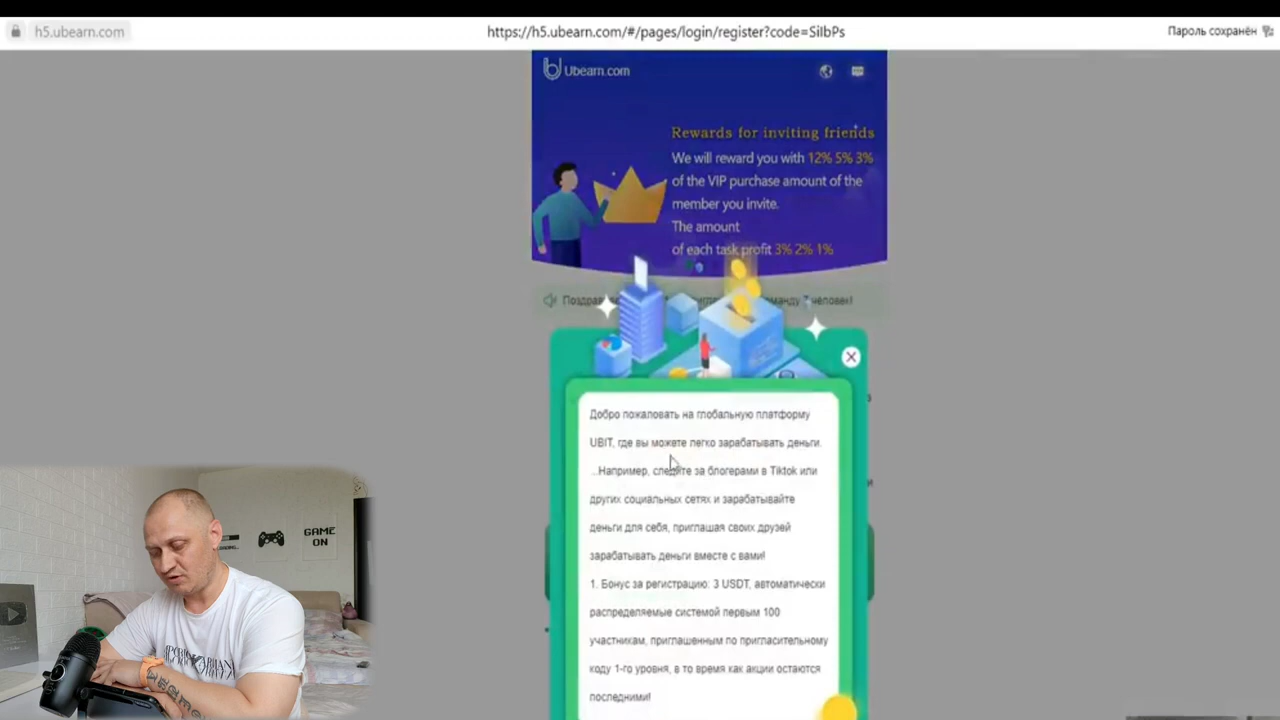 h5.ubearn.com
https://h5.ubearn.com/#/pages/login/register?code=SiIbPs
Пароль сохранён
Ubearn.com
Rewards for inviting friends
We will reward you with 12% 5% 3%
of the VIP purchase amount of the
member you invite.
The amount
of each task profit 3% 2% 1%
человек!
Добро пожаловать на глобальную платформу
UBIT, где вы можете легко зарабатывать деньги.
...Например, следите за блогерами в Tiktok или
других социальных сетях и зарабатывайте
деньги для себя, приглашая своих друзей
зарабатывать деньги вместе с вами!
1. Бонус за регистрацию: 3 USDT, автоматически
распределяемые системой первым 100
участникам, приглашенным по пригласительному
коду 1-го уровня, в то время как акции остаются
последними!
GAME
ON